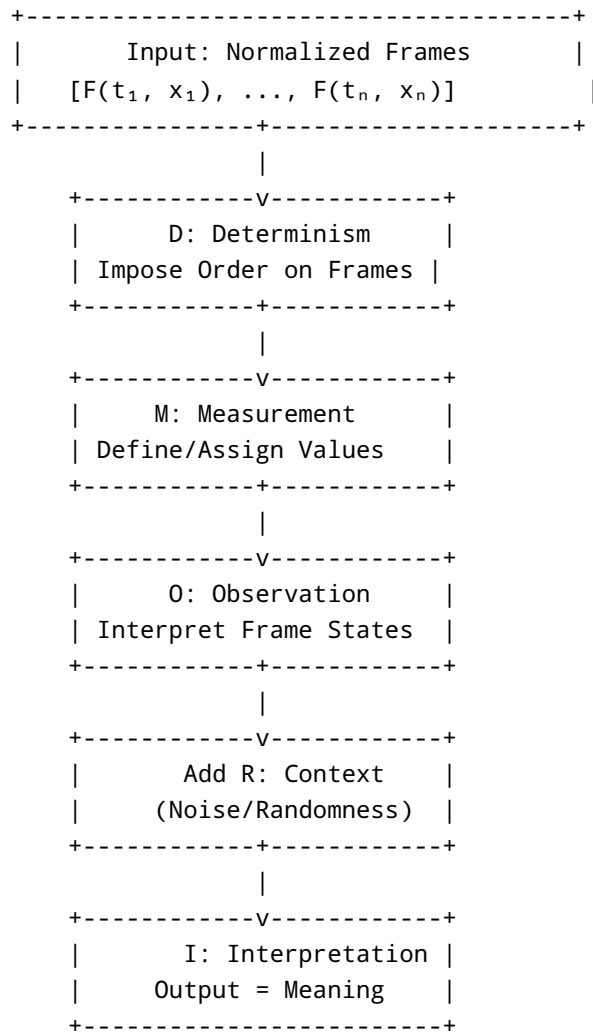 +---------------------------------------+
|        Input: Normalized Frames        |
|    [F(t₁, x₁), ..., F(tₙ, xₙ)]          |
+-----------------+----------------------+
                  |
     +------------v------------+
     |      D: Determinism     |
     | Impose Order on Frames |
     +------------+------------+
                  |
     +------------v------------+
     |     M: Measurement      |
     | Define/Assign Values    |
     +------------+------------+
                  |
     +------------v------------+
     |      O: Observation     |
     | Interpret Frame States  |
     +------------+------------+
                  |
     +------------v------------+
     |       Add R: Context    |
     |     (Noise/Randomness)  |
     +------------+------------+
                  |
     +------------v------------+
     |       I: Interpretation |
     |     Output = Meaning    |
     +-------------------------+